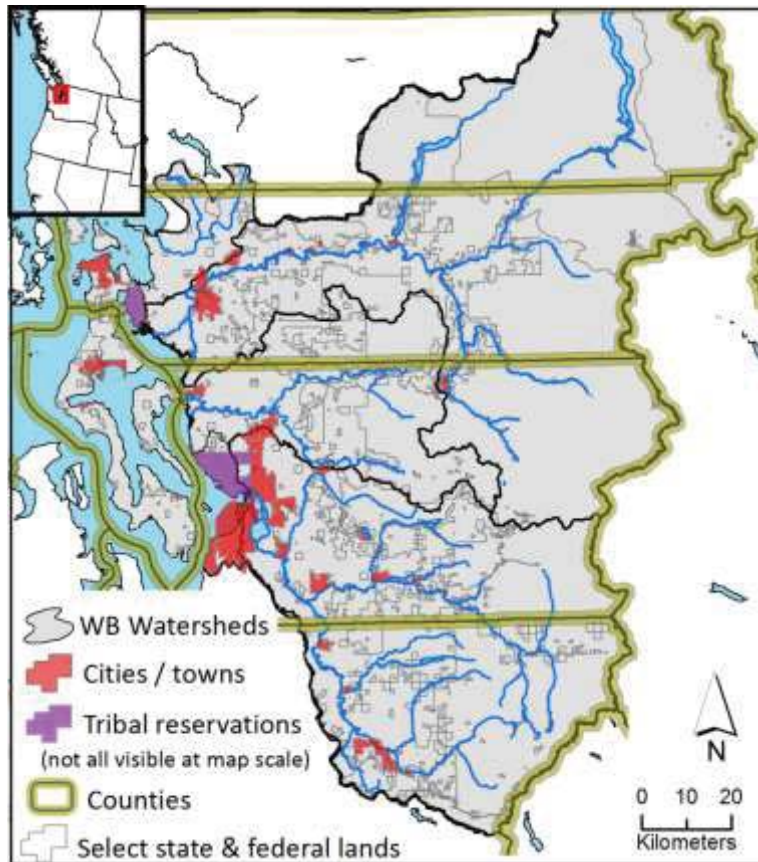 WB Watersheds
Cities / towns
Tribal reservations
(not all visible at map scale)
Counties
Select state & federal lands
N
0 10 20
Kilometers